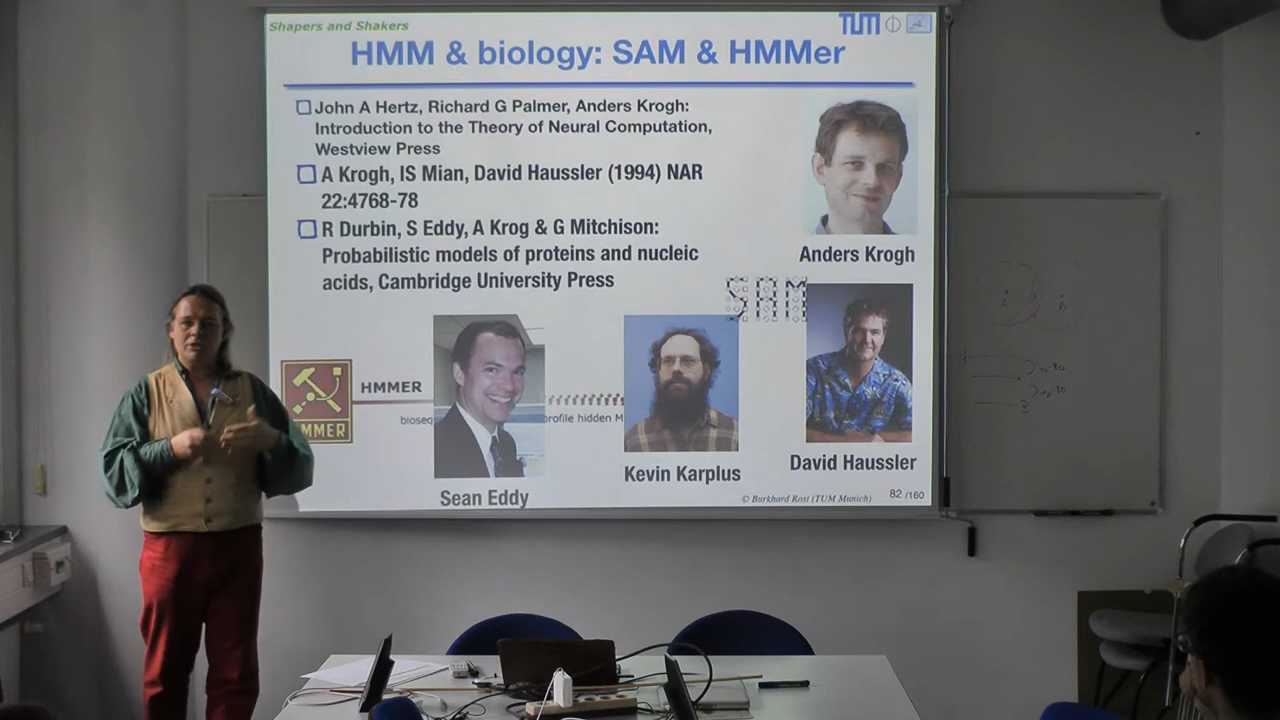 Shapers and Shakers
TUM
HMM & biology: SAM & HMMer
John A Hertz, Richard G Palmer, Anders Krogh:
Introduction to the Theory of Neural Computation,
Westview Press
A Krogh, IS Mian, David Haussler (1994) NAR
22:4768-78
R Durbin, S Eddy, A Krog & G Mitchison:
Probabilistic models of proteins and nucleic
acids, Cambridge University Press
Anders Krogh
SAM
HMMER
MMER
bioseq
profile hidden M
Sean Eddy
Kevin Karplus
David Haussler
© Burkhard Rost (TUM Munich)
82 /160